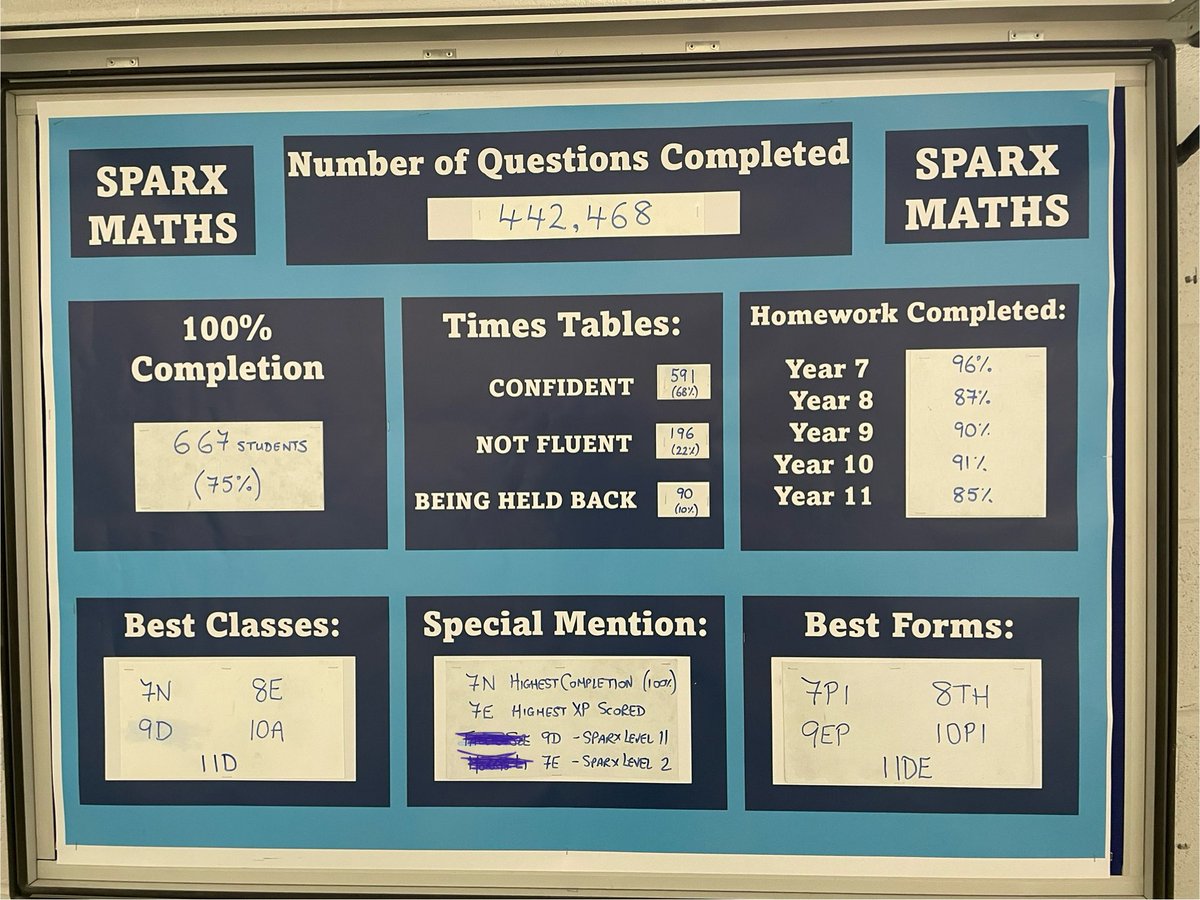 SPARX
MATHS
Number of Questions Completed
442,468
SPARX
MATHS
100%
Completion
667 STUDENTS
(75%)
Times Tables:
CONFIDENT 591
(68%)
NOT FLUENT 196
(22%)
BEING HELD BACK 90
(10%)
Homework Completed:
Year 7 96%
Year 8 87%
Year 9 90%
Year 10 91%
Year 11 85%
Best Classes:
7N 8E
9D 10A
11D
Special Mention:
7N HIGHEST COMPLETION (100%)
7E HIGHEST XP SCORED
9D - SPARX LEVEL 11
7E - SPARX LEVEL 2
Best Forms:
7PI 8TH
9EP 10PI
11DE